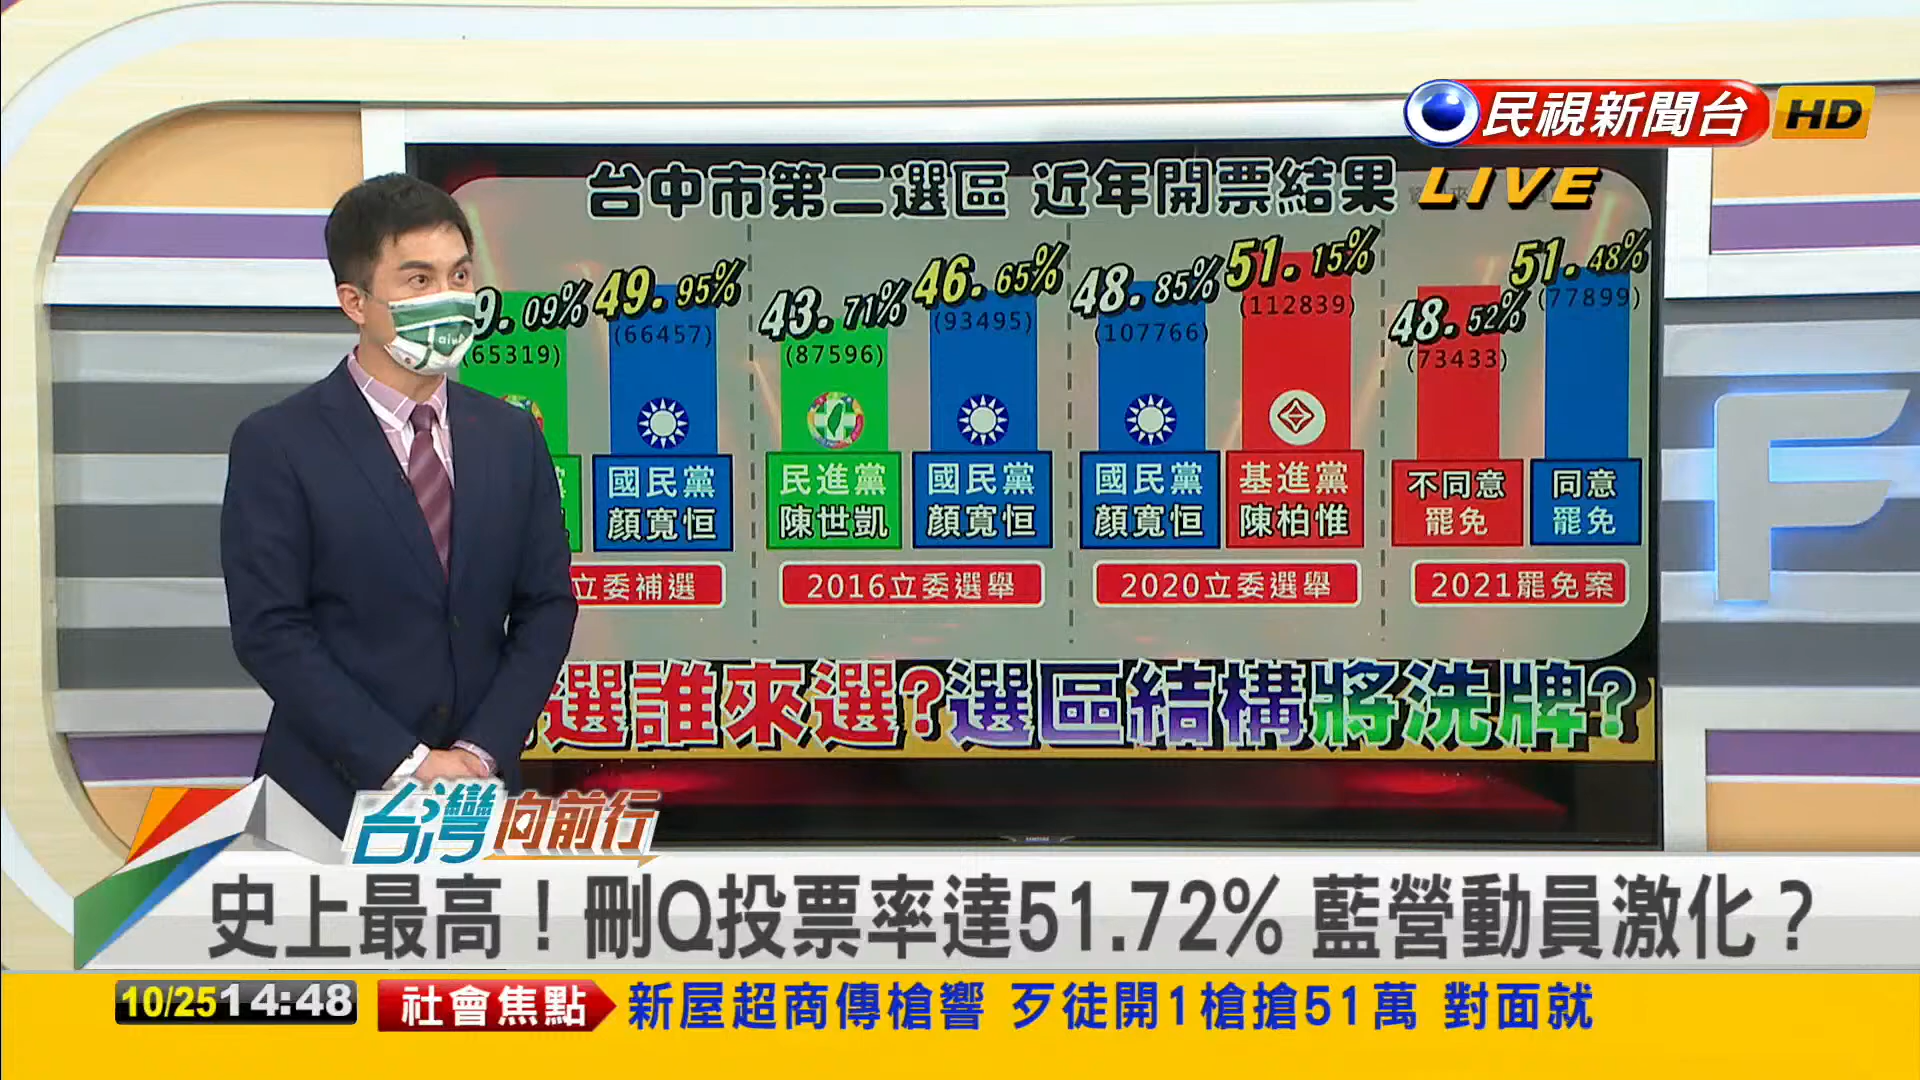 民視新聞台 HD
LIVE
台中市第二選區 近年開票結果
9.09% 49.95% 43.71% 46.65% 48.85% 51.15% 48.52% 51.48%
(65319) (66457) (87596) (93495) (107766) (112839) (73433) (77899)
國民黨 顏寬恒
民進黨 陳世凱
國民黨 顏寬恒
國民黨 顏寬恒
基進黨 陳柏惟
不同意 罷免
同意 罷免
立委補選 2016立委選舉 2020立委選舉 2021罷免案
選誰來選?選區結構將洗牌?
台灣向前行
史上最高！刪Q投票率達51.72% 藍營動員激化？
10/25 14:48 社會焦點 新屋超商傳槍響 歹徒開1槍搶51萬 對面就